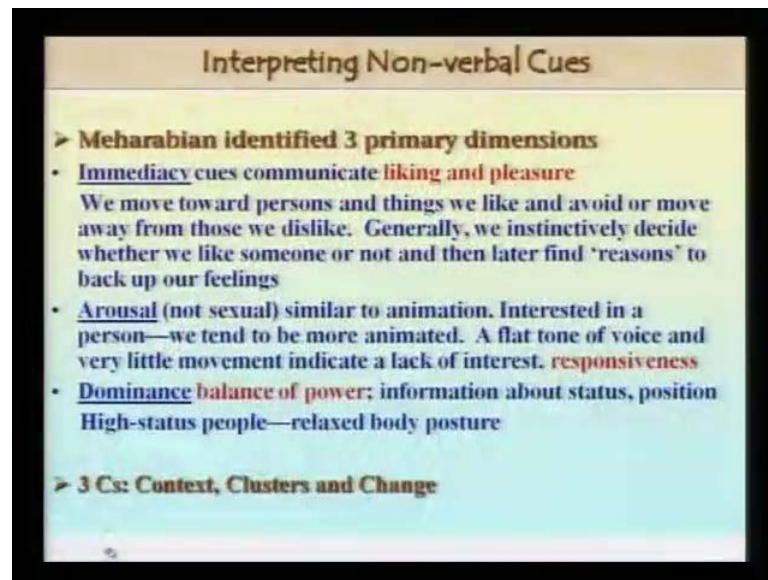 Interpreting Non-verbal Cues
➢ Meharabian identified 3 primary dimensions
• Immediacy cues communicate liking and pleasure
We move toward persons and things we like and avoid or move
away from those we dislike. Generally, we instinctively decide
whether we like someone or not and then later find ‘reasons’ to
back up our feelings
• Arousal (not sexual) similar to animation. Interested in a
person—we tend to be more animated. A flat tone of voice and
very little movement indicate a lack of interest. responsiveness
• Dominance balance of power; information about status, position
High-status people—relaxed body posture
➢ 3 Cs: Context, Clusters and Change